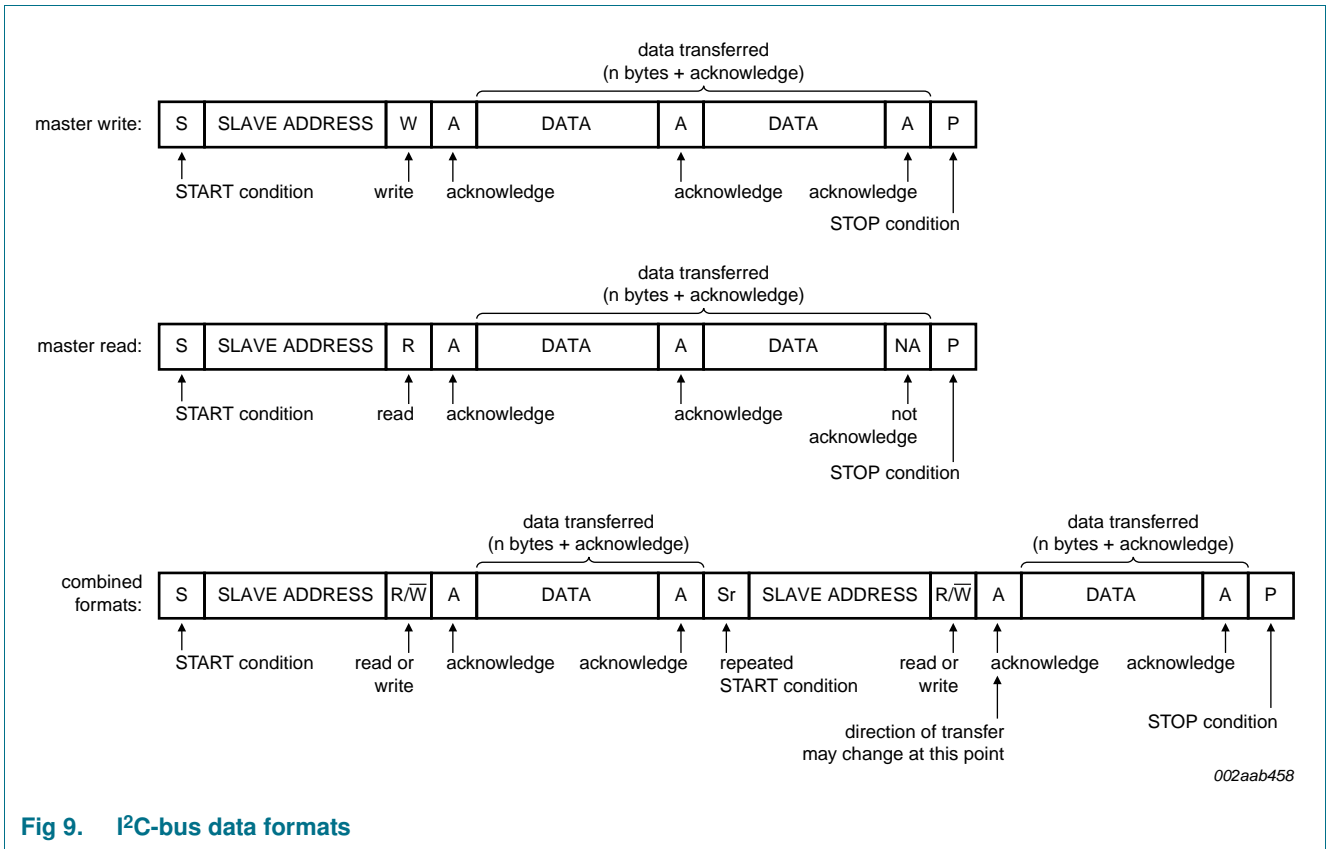 data transferred
(n bytes + acknowledge)
master write: S SLAVE ADDRESS W A DATA A DATA A P
START condition write acknowledge acknowledge acknowledge
STOP condition
data transferred
(n bytes + acknowledge)
master read: S SLAVE ADDRESS R A DATA A DATA NA P
START condition read acknowledge acknowledge not
acknowledge
STOP condition
data transferred data transferred
(n bytes + acknowledge) (n bytes + acknowledge)
combined
formats: S SLAVE ADDRESS R/W̅ A DATA A Sr SLAVE ADDRESS R/W̅ A DATA A P
START condition read or acknowledge acknowledge repeated read or acknowledge acknowledge
write START condition write
STOP condition
direction of transfer
may change at this point
002aab458
Fig 9. I²C-bus data formats